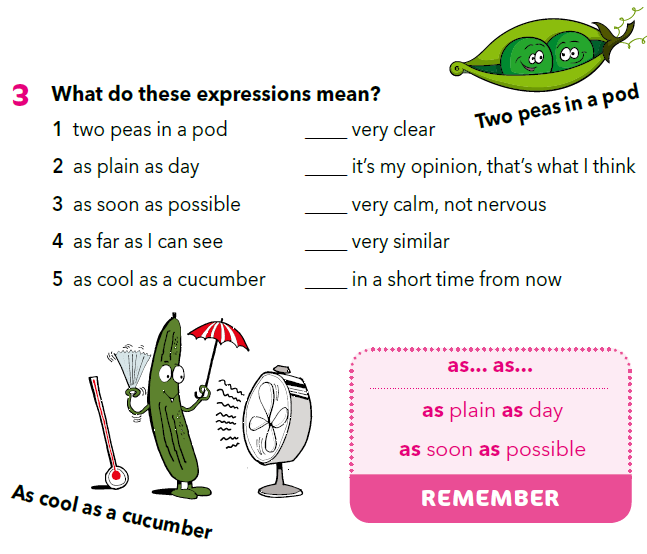 Two peas in a pod
3 What do these expressions mean?
1 two peas in a pod ____ very clear
2 as plain as day ____ it's my opinion, that's what I think
3 as soon as possible ____ very calm, not nervous
4 as far as I can see ____ very similar
5 as cool as a cucumber ____ in a short time from now
As cool as a cucumber
as... as...
as plain as day
as soon as possible
REMEMBER